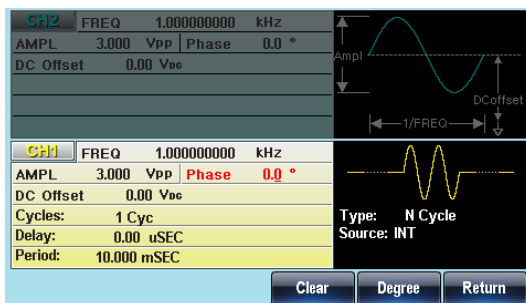 CH2 FREQ 1.000000000 kHz
AMPL 3.000 Vpp Phase 0.0 °
DC Offset 0.00 VDC
Ampl
DCoffset
1/FREQ
CH1 FREQ 1.000000000 kHz
AMPL 3.000 Vpp Phase 0.0 °
DC Offset 0.00 VDC
Cycles: 1 Cyc
Delay: 0.00 uSEC
Period: 10.000 mSEC
Type: N Cycle
Source: INT
Clear Degree Return